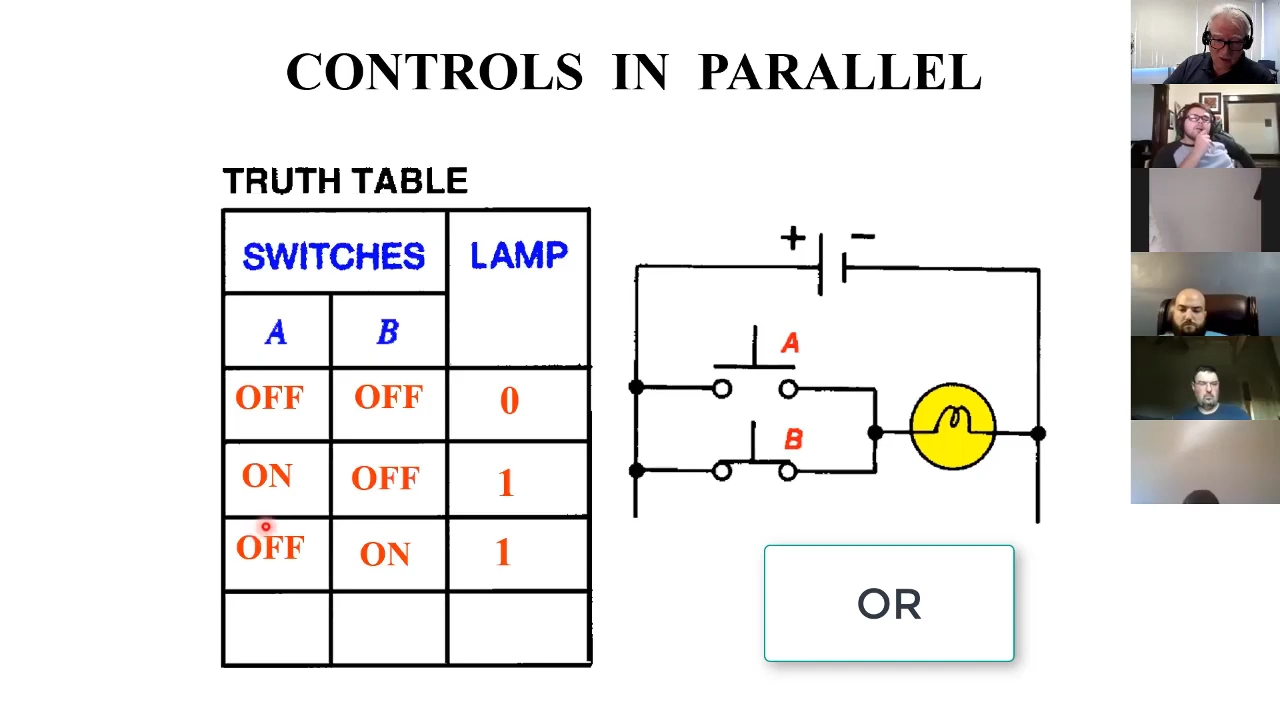 CONTROLS IN PARALLEL
TRUTH TABLE
SWITCHES LAMP
A B
OFF OFF 0
ON OFF 1
OFF ON 1
+ −
A
B
OR